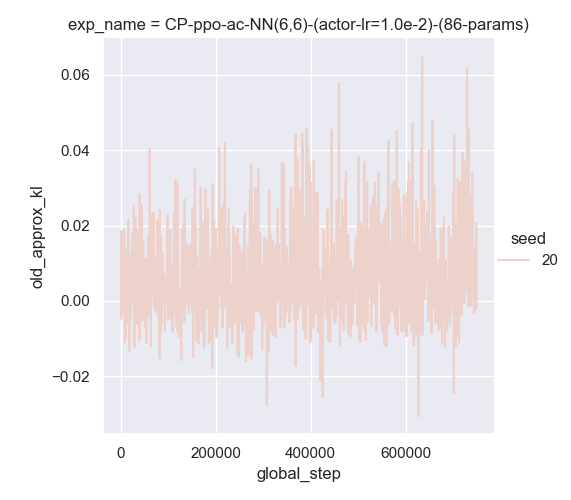 exp_name = CP-ppo-ac-NN(6,6)-(actor-lr=1.0e-2)-(86-params)
0.06
0.04
0.02
0.00
−0.02
old_approx_kl
0
200000
400000
600000
global_step
seed
20